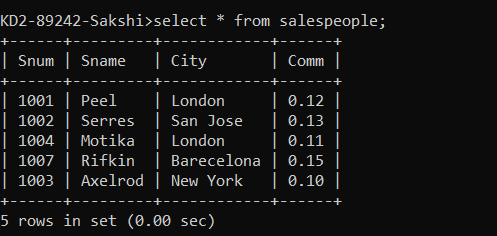 KD2-89242-Sakshi>select * from salespeople;
+------+---------+------------+------+
| Snum | Sname   | City       | Comm |
+------+---------+------------+------+
| 1001 | Peel    | London     | 0.12 |
| 1002 | Serres  | San Jose   | 0.13 |
| 1004 | Motika  | London     | 0.11 |
| 1007 | Rifkin  | Barecelona | 0.15 |
| 1003 | Axelrod | New York   | 0.10 |
+------+---------+------------+------+
5 rows in set (0.00 sec)